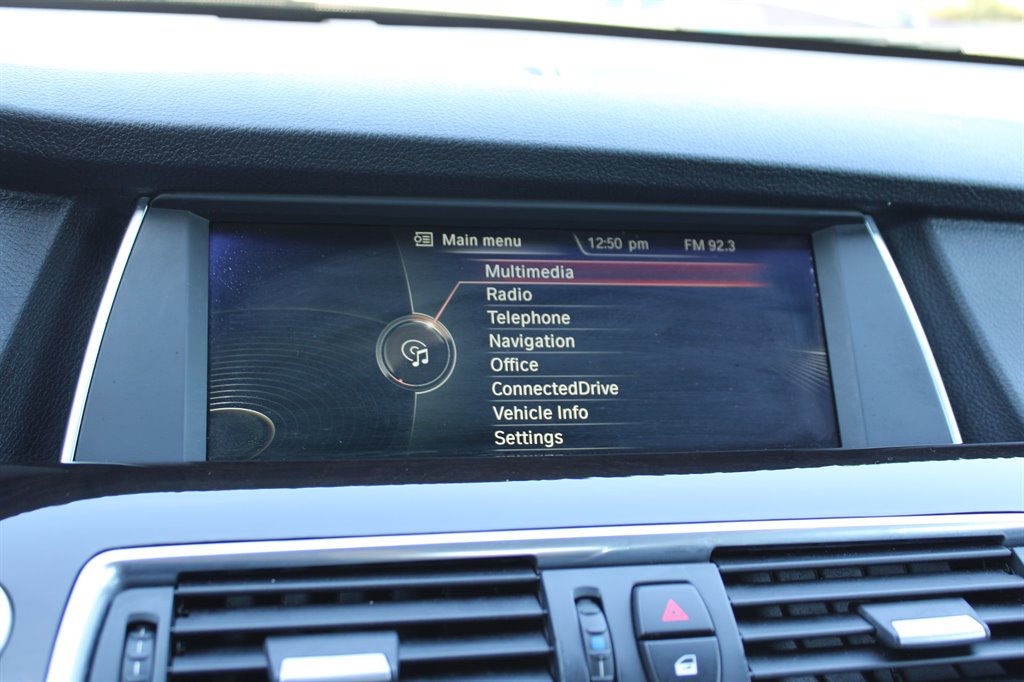 Main menu 12:50 pm FM 92.3
Multimedia
Radio
Telephone
Navigation
Office
ConnectedDrive
Vehicle Info
Settings